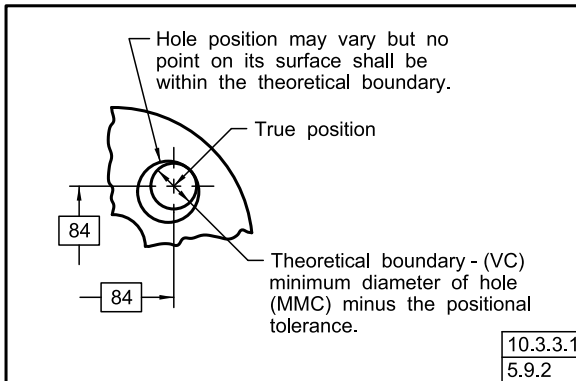 Hole position may vary but no
point on its surface shall be
within the theoretical boundary.
True position
84
84
Theoretical boundary - (VC)
minimum diameter of hole
(MMC) minus the positional
tolerance.
10.3.3.1
5.9.2